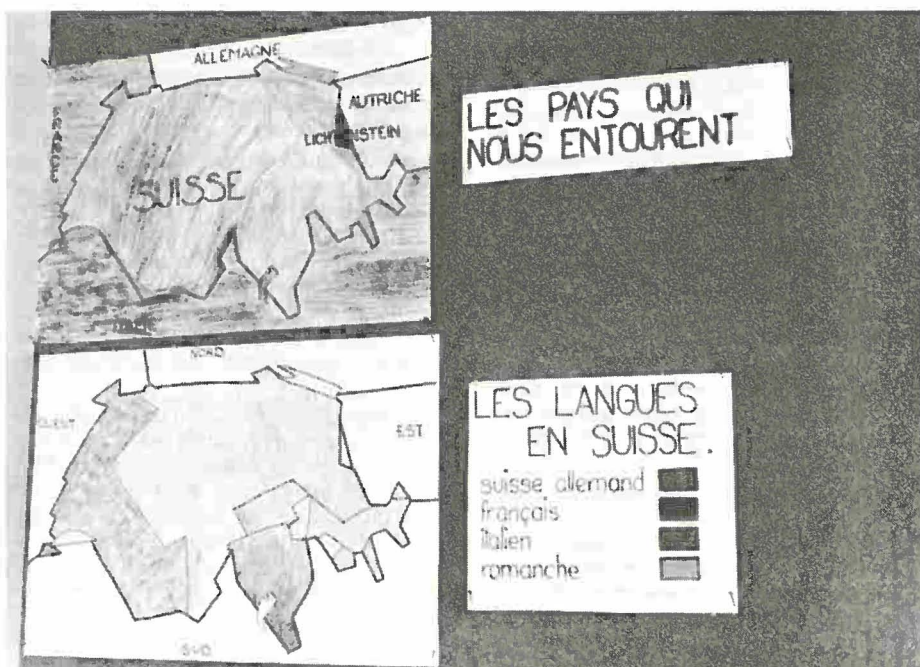 ALLEMAGNE
FRANCE
AUTRICHE
LICHTENSTEIN
SUISSE
LES PAYS QUI
NOUS ENTOURENT
NORD
OUEST
EST
SUD
LES LANGUES
EN SUISSE.
suisse allemand
français
italien
romanche